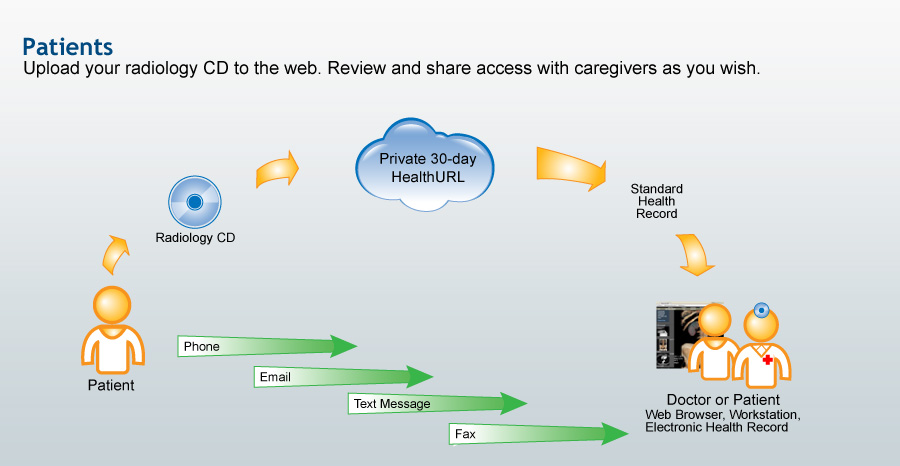 Patients
Upload your radiology CD to the web. Review and share access with caregivers as you wish.
Private 30-day
HealthURL
Standard
Health
Record
Radiology CD
Patient
Phone
Email
Text Message
Fax
Doctor or Patient
Web Browser, Workstation,
Electronic Health Record